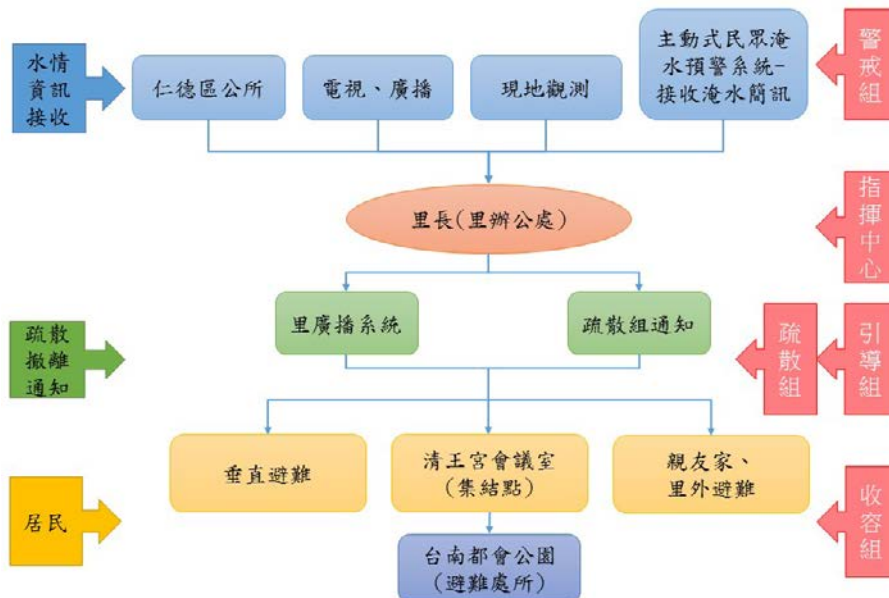 水情
資訊
接收
仁德區公所
電視、廣播
現地觀測
主動式民眾淹
水預警系統-
接收淹水簡訊
警戒組
里長(里辦公處)
指揮中心
疏散
撤離
通知
里廣播系統
疏散組通知
疏散組
引導組
居民
垂直避難
清王宮會議室
(集結點)
親友家、
里外避難
收容組
台南都會公園
(避難處所)